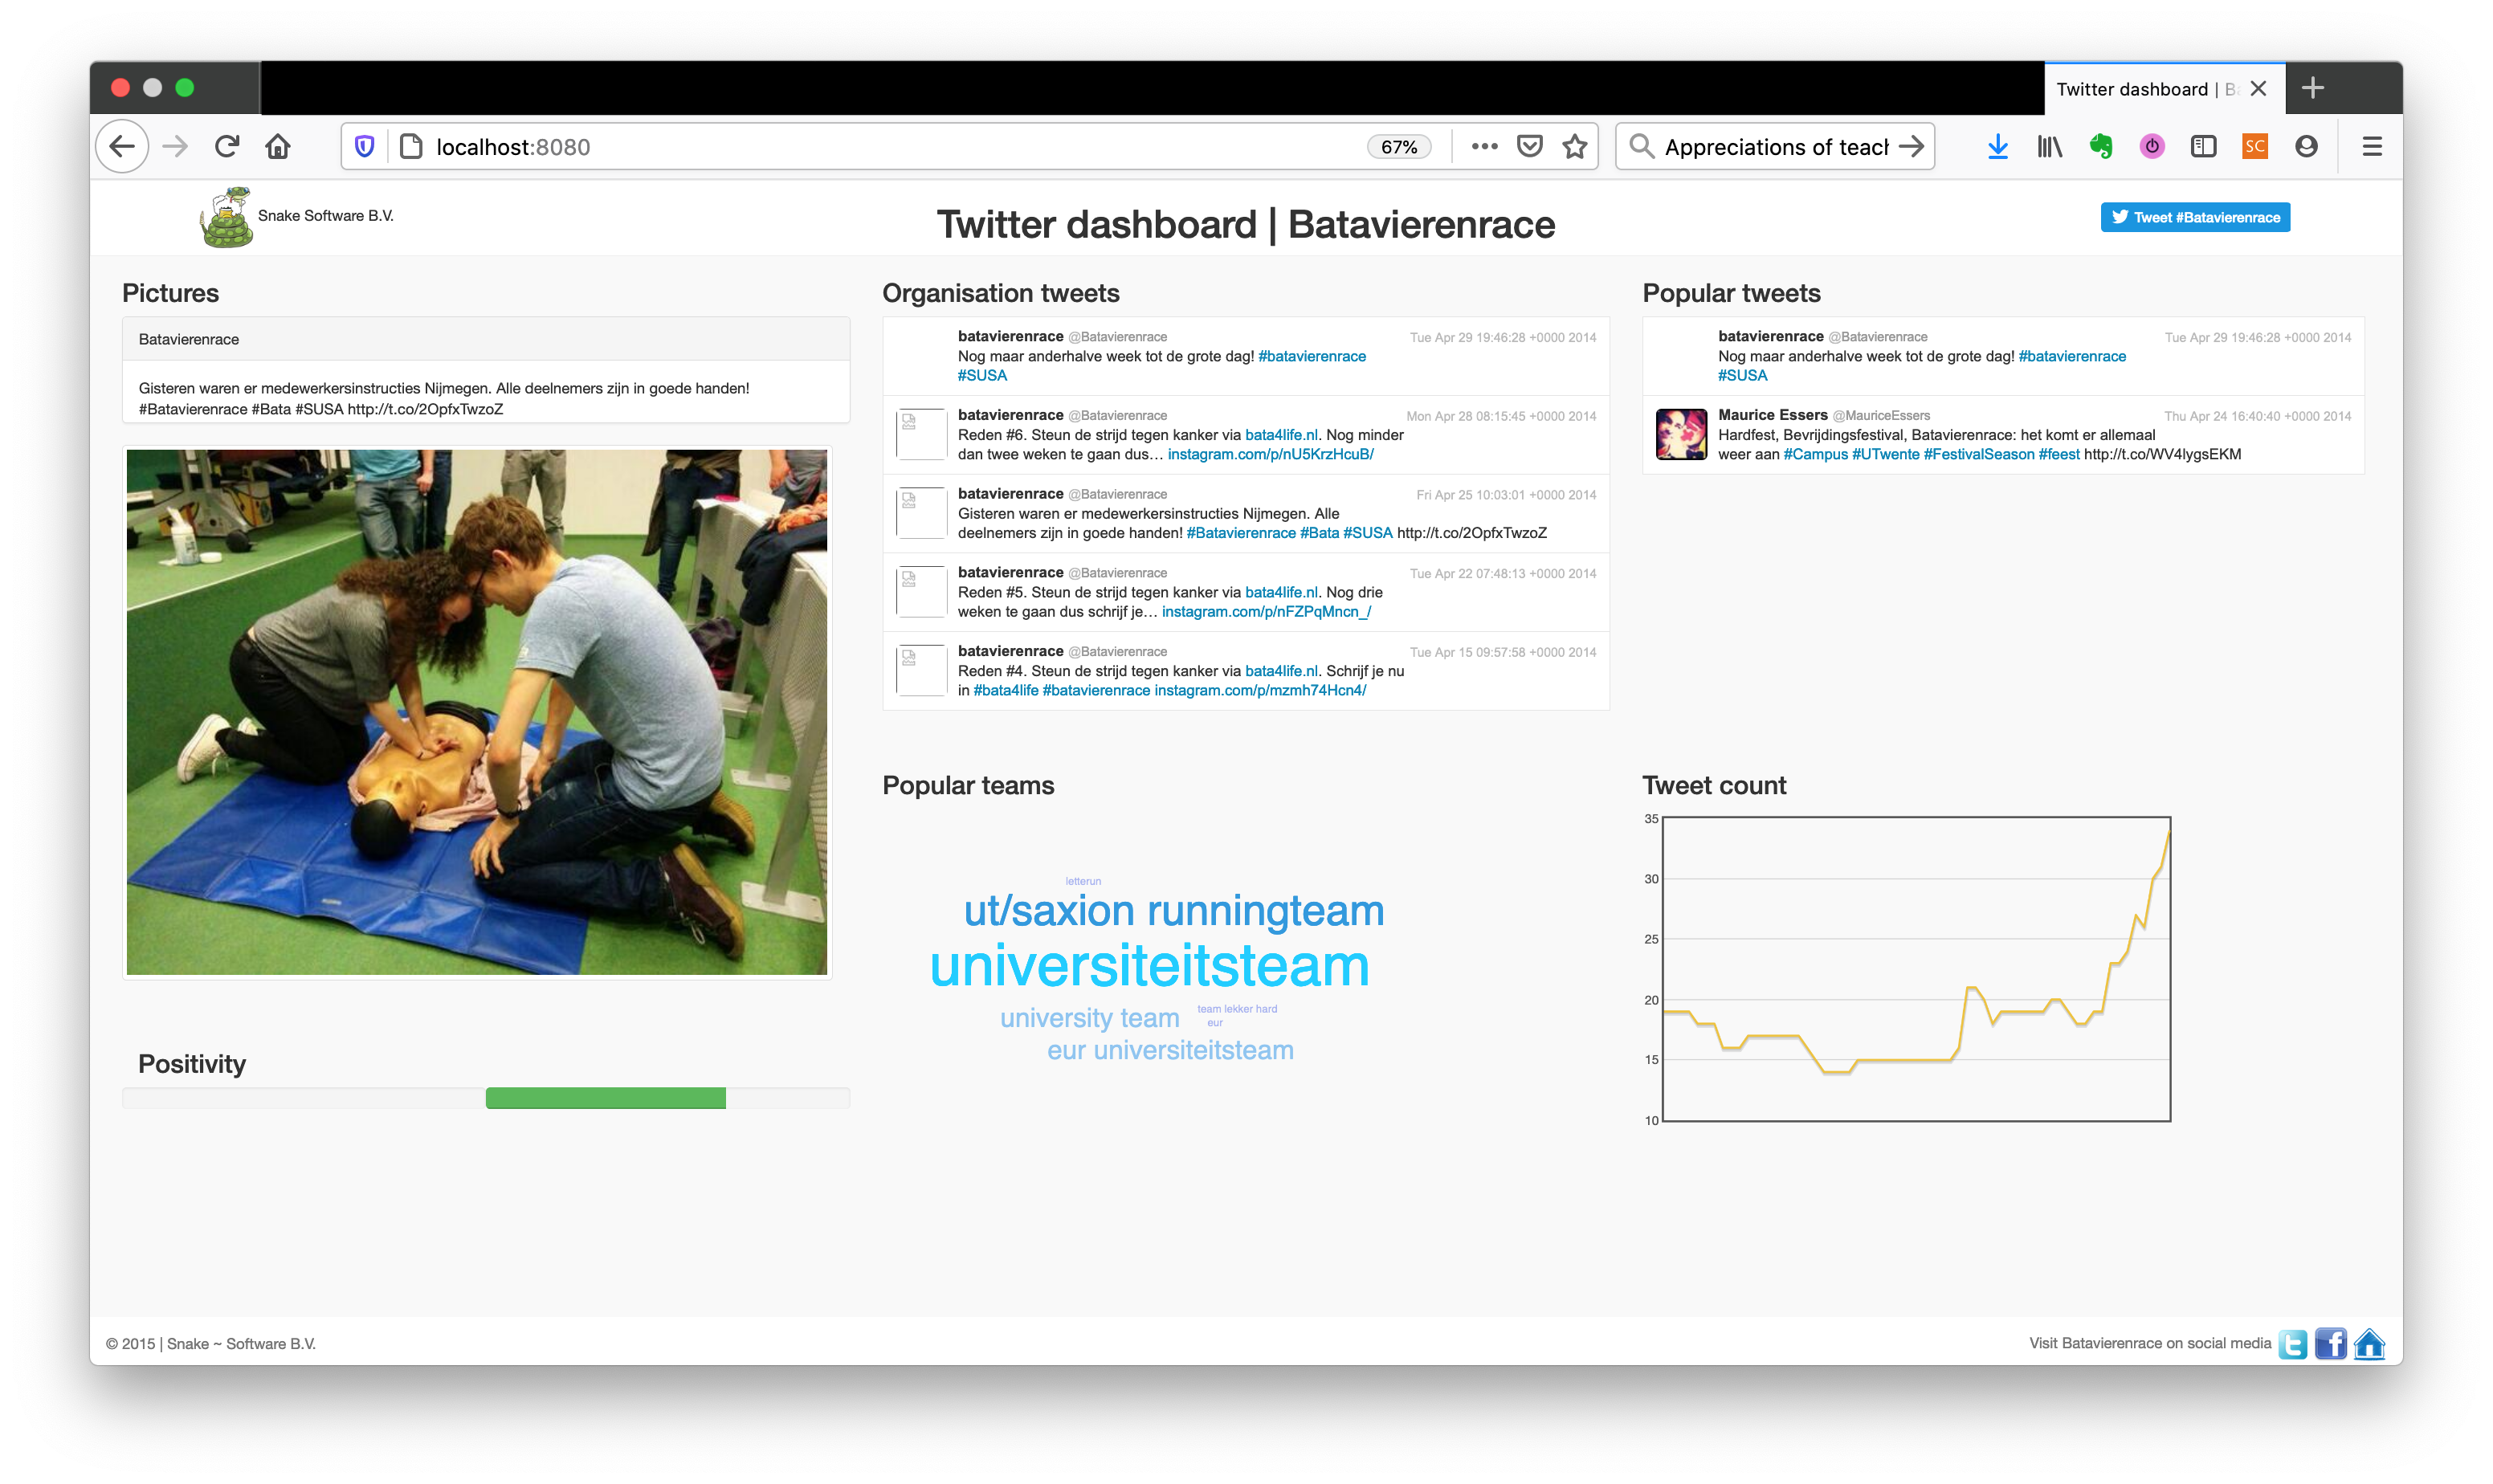 Twitter dashboard | Ba
localhost:8080
67%
Appreciations of teach
SC
Snake Software B.V.
Twitter dashboard | Batavierenrace
Tweet #Batavierenrace
Pictures
Batavierenrace
Gisteren waren er medewerkersinstructies Nijmegen. Alle deelnemers zijn in goede handen!
#Batavierenrace #Bata #SUSA http://t.co/2OpfxTwzoZ
Positivity
Organisation tweets
batavierenrace @Batavierenrace Tue Apr 29 19:46:28 +0000 2014
Nog maar anderhalve week tot de grote dag! #batavierenrace
#SUSA
batavierenrace @Batavierenrace Mon Apr 28 08:15:45 +0000 2014
Reden #6. Steun de strijd tegen kanker via bata4life.nl. Nog minder
dan twee weken te gaan dus… instagram.com/p/nU5KrzHcuB/
batavierenrace @Batavierenrace Fri Apr 25 10:03:01 +0000 2014
Gisteren waren er medewerkersinstructies Nijmegen. Alle
deelnemers zijn in goede handen! #Batavierenrace #Bata #SUSA http://t.co/2OpfxTwzoZ
batavierenrace @Batavierenrace Tue Apr 22 07:48:13 +0000 2014
Reden #5. Steun de strijd tegen kanker via bata4life.nl. Nog drie
weken te gaan dus schrijf je… instagram.com/p/nFZPqMncn_/
batavierenrace @Batavierenrace Tue Apr 15 09:57:58 +0000 2014
Reden #4. Steun de strijd tegen kanker via bata4life.nl. Schrijf je nu
in #bata4life #batavierenrace instagram.com/p/mzmh74Hcn4/
Popular tweets
batavierenrace @Batavierenrace Tue Apr 29 19:46:28 +0000 2014
Nog maar anderhalve week tot de grote dag! #batavierenrace
#SUSA
Maurice Essers @MauriceEssers Thu Apr 24 16:40:40 +0000 2014
Hardfest, Bevrijdingsfestival, Batavierenrace: het komt er allemaal
weer aan #Campus #UTwente #FestivalSeason #feest http://t.co/WV4lygsEKM
Popular teams
letterun
ut/saxion runningteam
universiteitsteam
university team
team lekker hard
eur
eur universiteitsteam
Tweet count
35
30
25
20
15
10
© 2015 | Snake ~ Software B.V.
Visit Batavierenrace on social media